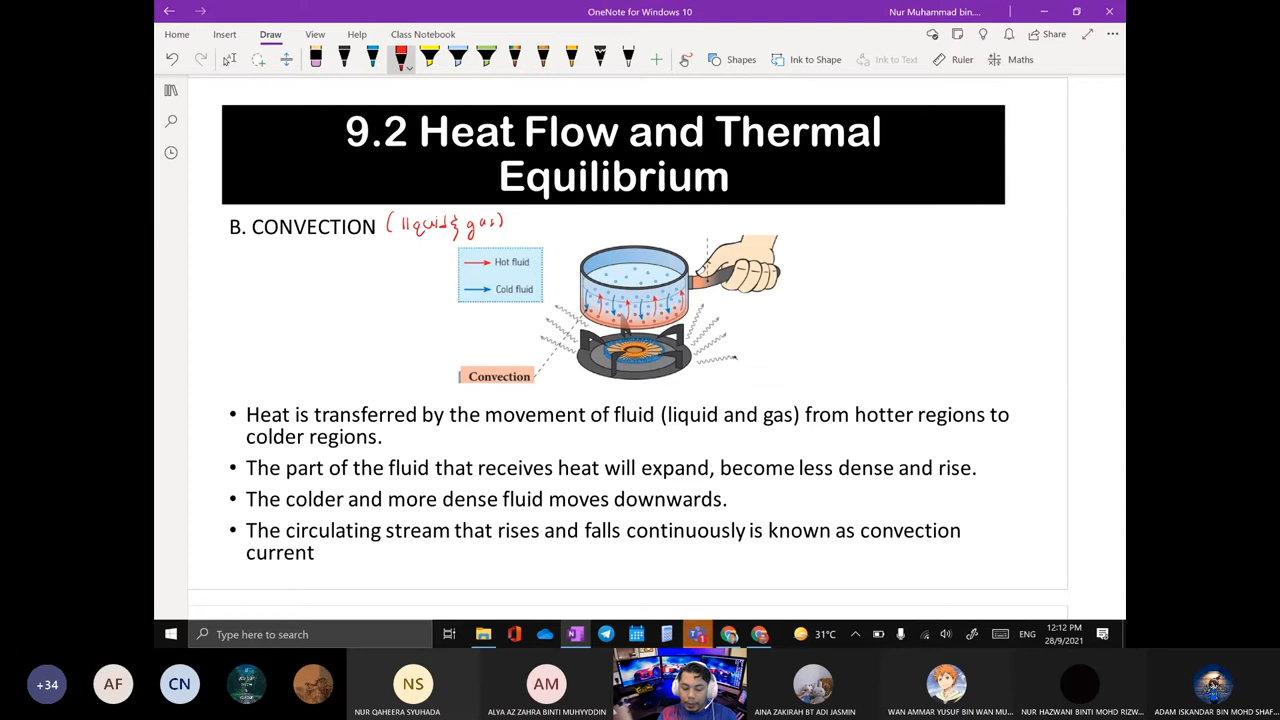 OneNote for Windows 10
Nur Muhammad bin....
Home
Insert
Draw
View
Help
Class Notebook
Share
Shapes
Ink to Shape
Ink to Text
Ruler
Maths
9.2 Heat Flow and Thermal
Equilibrium
B. CONVECTION (liquid & gas)
Hot fluid
Cold fluid
Convection
• Heat is transferred by the movement of fluid (liquid and gas) from hotter regions to
colder regions.
• The part of the fluid that receives heat will expand, become less dense and rise.
• The colder and more dense fluid moves downwards.
• The circulating stream that rises and falls continuously is known as convection
current
Type here to search
31°C
ENG
12:12 PM
28/9/2021
+34
AF
CN
NS
NUR QAHEERA SYUHADA
AM
ALYA AZ ZAHRA BINTI MUHYYDDIN
AINA ZAKIRAH BT ADI JASMIN
WAN AMMAR YUSUF BIN WAN MU...
NUR HAZWANI BINTI MOHD RIZW...
ADAM ISKANDAR BIN MOHD SHAF...